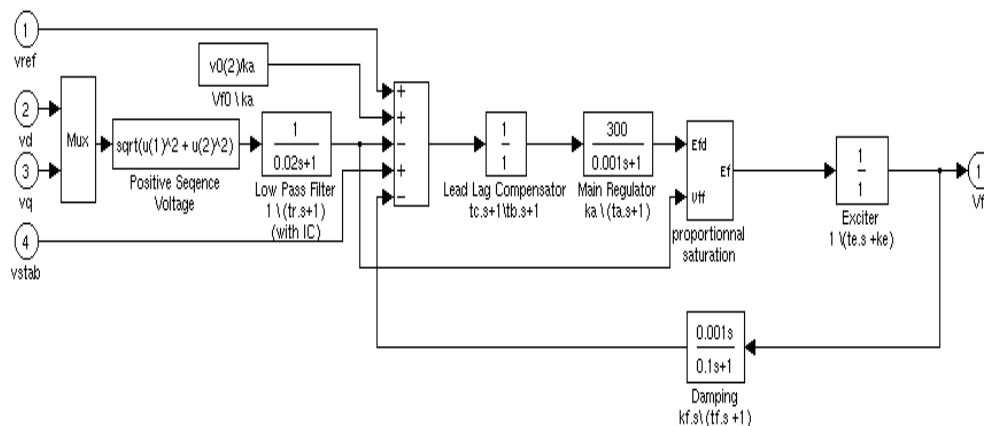 1
vref
v0(2)/ka
Vf0 \ ka
2
vd
3
vq
Mux
sqrt(u(1)^2 + u(2)^2)
Positive Seqence
Voltage
1
0.02s+1
Low Pass Filter
1 \ (tr.s+1)
(with IC)
4
vstab
+
+
−
+
−
1
1
Lead Lag Compensator
tc.s+1\tb.s+1
300
0.001s+1
Main Regulator
ka \ (ta.s+1)
Efd
Ef
Vtf
proportionnal
saturation
1
1
Exciter
1 \(te.s +ke)
1
Vf
0.001s
0.1s+1
Damping
kf.s\ (tf.s +1)